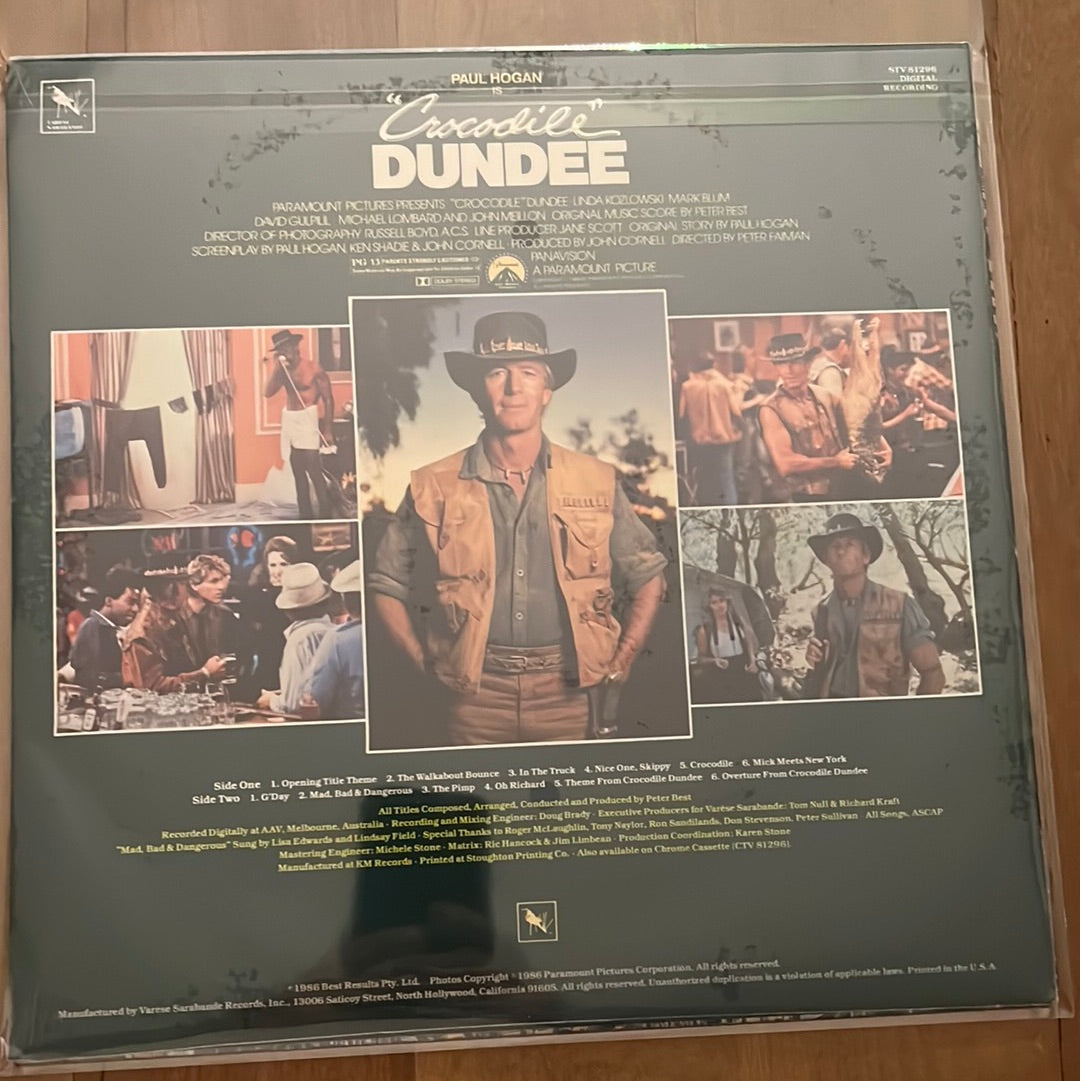 VARESE SARABANDE
STV 81296
DIGITAL
RECORDING
PAUL HOGAN
IS
"Crocodile"
DUNDEE
PARAMOUNT PICTURES PRESENTS "CROCODILE" DUNDEE LINDA KOZLOWSKI MARK BLUM
DAVID GULPILIL MICHAEL LOMBARD AND JOHN MEILLON ORIGINAL MUSIC SCORE BY PETER BEST
DIRECTOR OF PHOTOGRAPHY RUSSELL BOYD, A.C.S. LINE PRODUCER JANE SCOTT ORIGINAL STORY BY PAUL HOGAN
SCREENPLAY BY PAUL HOGAN, KEN SHADIE & JOHN CORNELL · PRODUCED BY JOHN CORNELL DIRECTED BY PETER FAIMAN
PG-13 PARENTS STRONGLY CAUTIONED
DOLBY STEREO
Paramount
PANAVISION
A PARAMOUNT PICTURE
Side One 1. Opening Title Theme 2. The Walkabout Bounce 3. In The Truck 4. Nice One, Skippy 5. Crocodile 6. Mick Meets New York
Side Two 1. G'Day 2. Mad, Bad & Dangerous 3. The Pimp 4. Oh Richard 5. Theme From Crocodile Dundee 6. Overture From Crocodile Dundee
All Titles Composed, Arranged, Conducted and Produced by Peter Best
Recorded Digitally at AAV, Melbourne, Australia · Recording and Mixing Engineer: Doug Brady · Executive Producers for Varèse Sarabande: Tom Null & Richard Kraft
"Mad, Bad & Dangerous" Sung by Lisa Edwards and Lindsay Field · Special Thanks to Roger McLaughlin, Tony Naylor, Ron Sandilands, Don Stevenson, Peter Sullivan · All Songs, ASCAP
Mastering Engineer: Michele Stone · Matrix: Ric Hancock & Jim Limbean · Production Coordination: Karen Stone
Manufactured at KM Records · Printed at Stoughton Printing Co. · Also available on Chrome Cassette (CTV 81296)
℗ 1986 Best Results Pty. Ltd. Photos Copyright © 1986 Paramount Pictures Corporation. All rights reserved.
Manufactured by Varese Sarabande Records, Inc., 13006 Saticoy Street, North Hollywood, California 91605. All rights reserved. Unauthorized duplication is a violation of applicable laws. Printed in the U.S.A